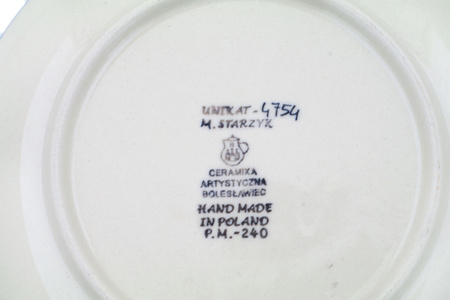 UNIKAT-4754
M. STARZYK
CERAMIKA
ARTYSTYCZNA
BOLESŁAWIEC
HAND MADE
IN POLAND
P.M.-240